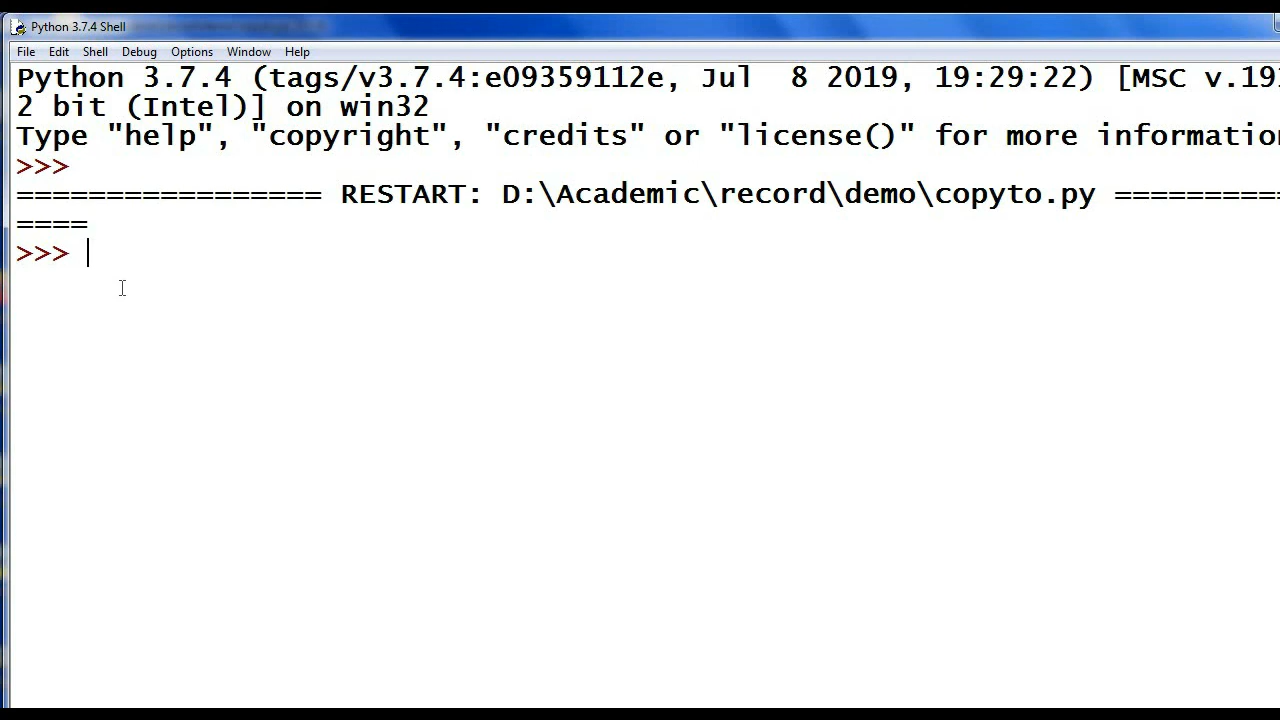 Python 3.7.4 Shell
File Edit Shell Debug Options Window Help
Python 3.7.4 (tags/v3.7.4:e09359112e, Jul  8 2019, 19:29:22) [MSC v.19
2 bit (Intel)] on win32
Type "help", "copyright", "credits" or "license()" for more information
>>>
================= RESTART: D:\Academic\record\demo\copyto.py ==========
====
>>>